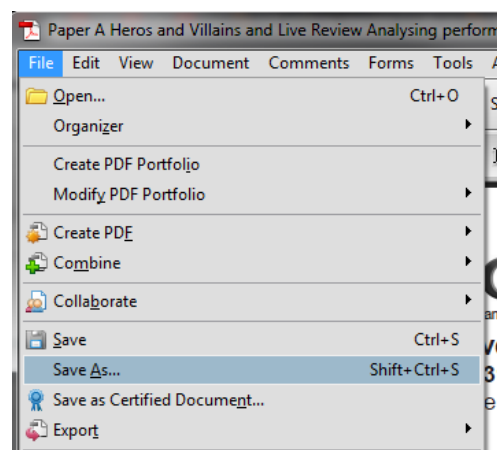 Paper A Heros and Villains and Live Review Analysing perfor
File Edit View Document Comments Forms Tools
Open... Ctrl+O
Organizer
Create PDF Portfolio
Modify PDF Portfolio
Create PDF
Combine
Collaborate
Save Ctrl+S
Save As... Shift+Ctrl+S
Save as Certified Document...
Export